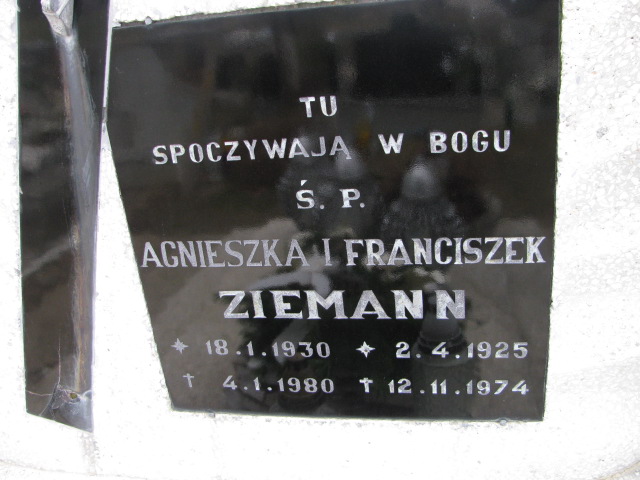 TU
SPOCZYWAJĄ W BOGU
Ś. P.
AGNIESZKA I FRANCISZEK
ZIEMANN
* 18.1.1930 * 2.4.1925
† 4.1.1980 † 12.11.1974